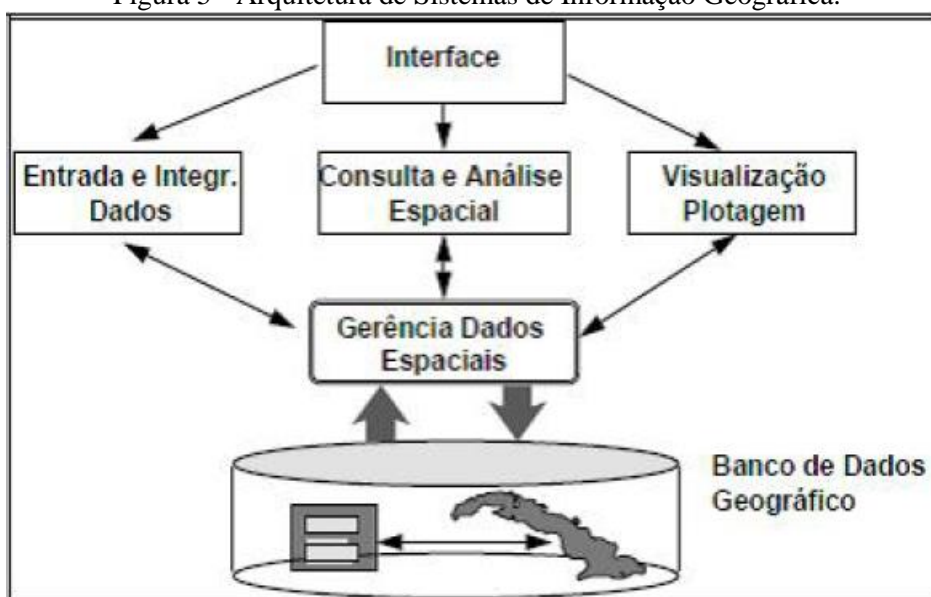 Figura 3 - Arquitetura de Sistemas de Informação Geográfica.
Interface
Entrada e Integr.
Dados
Consulta e Análise
Espacial
Visualização
Plotagem
Gerência Dados
Espaciais
Banco de Dados
Geográfico